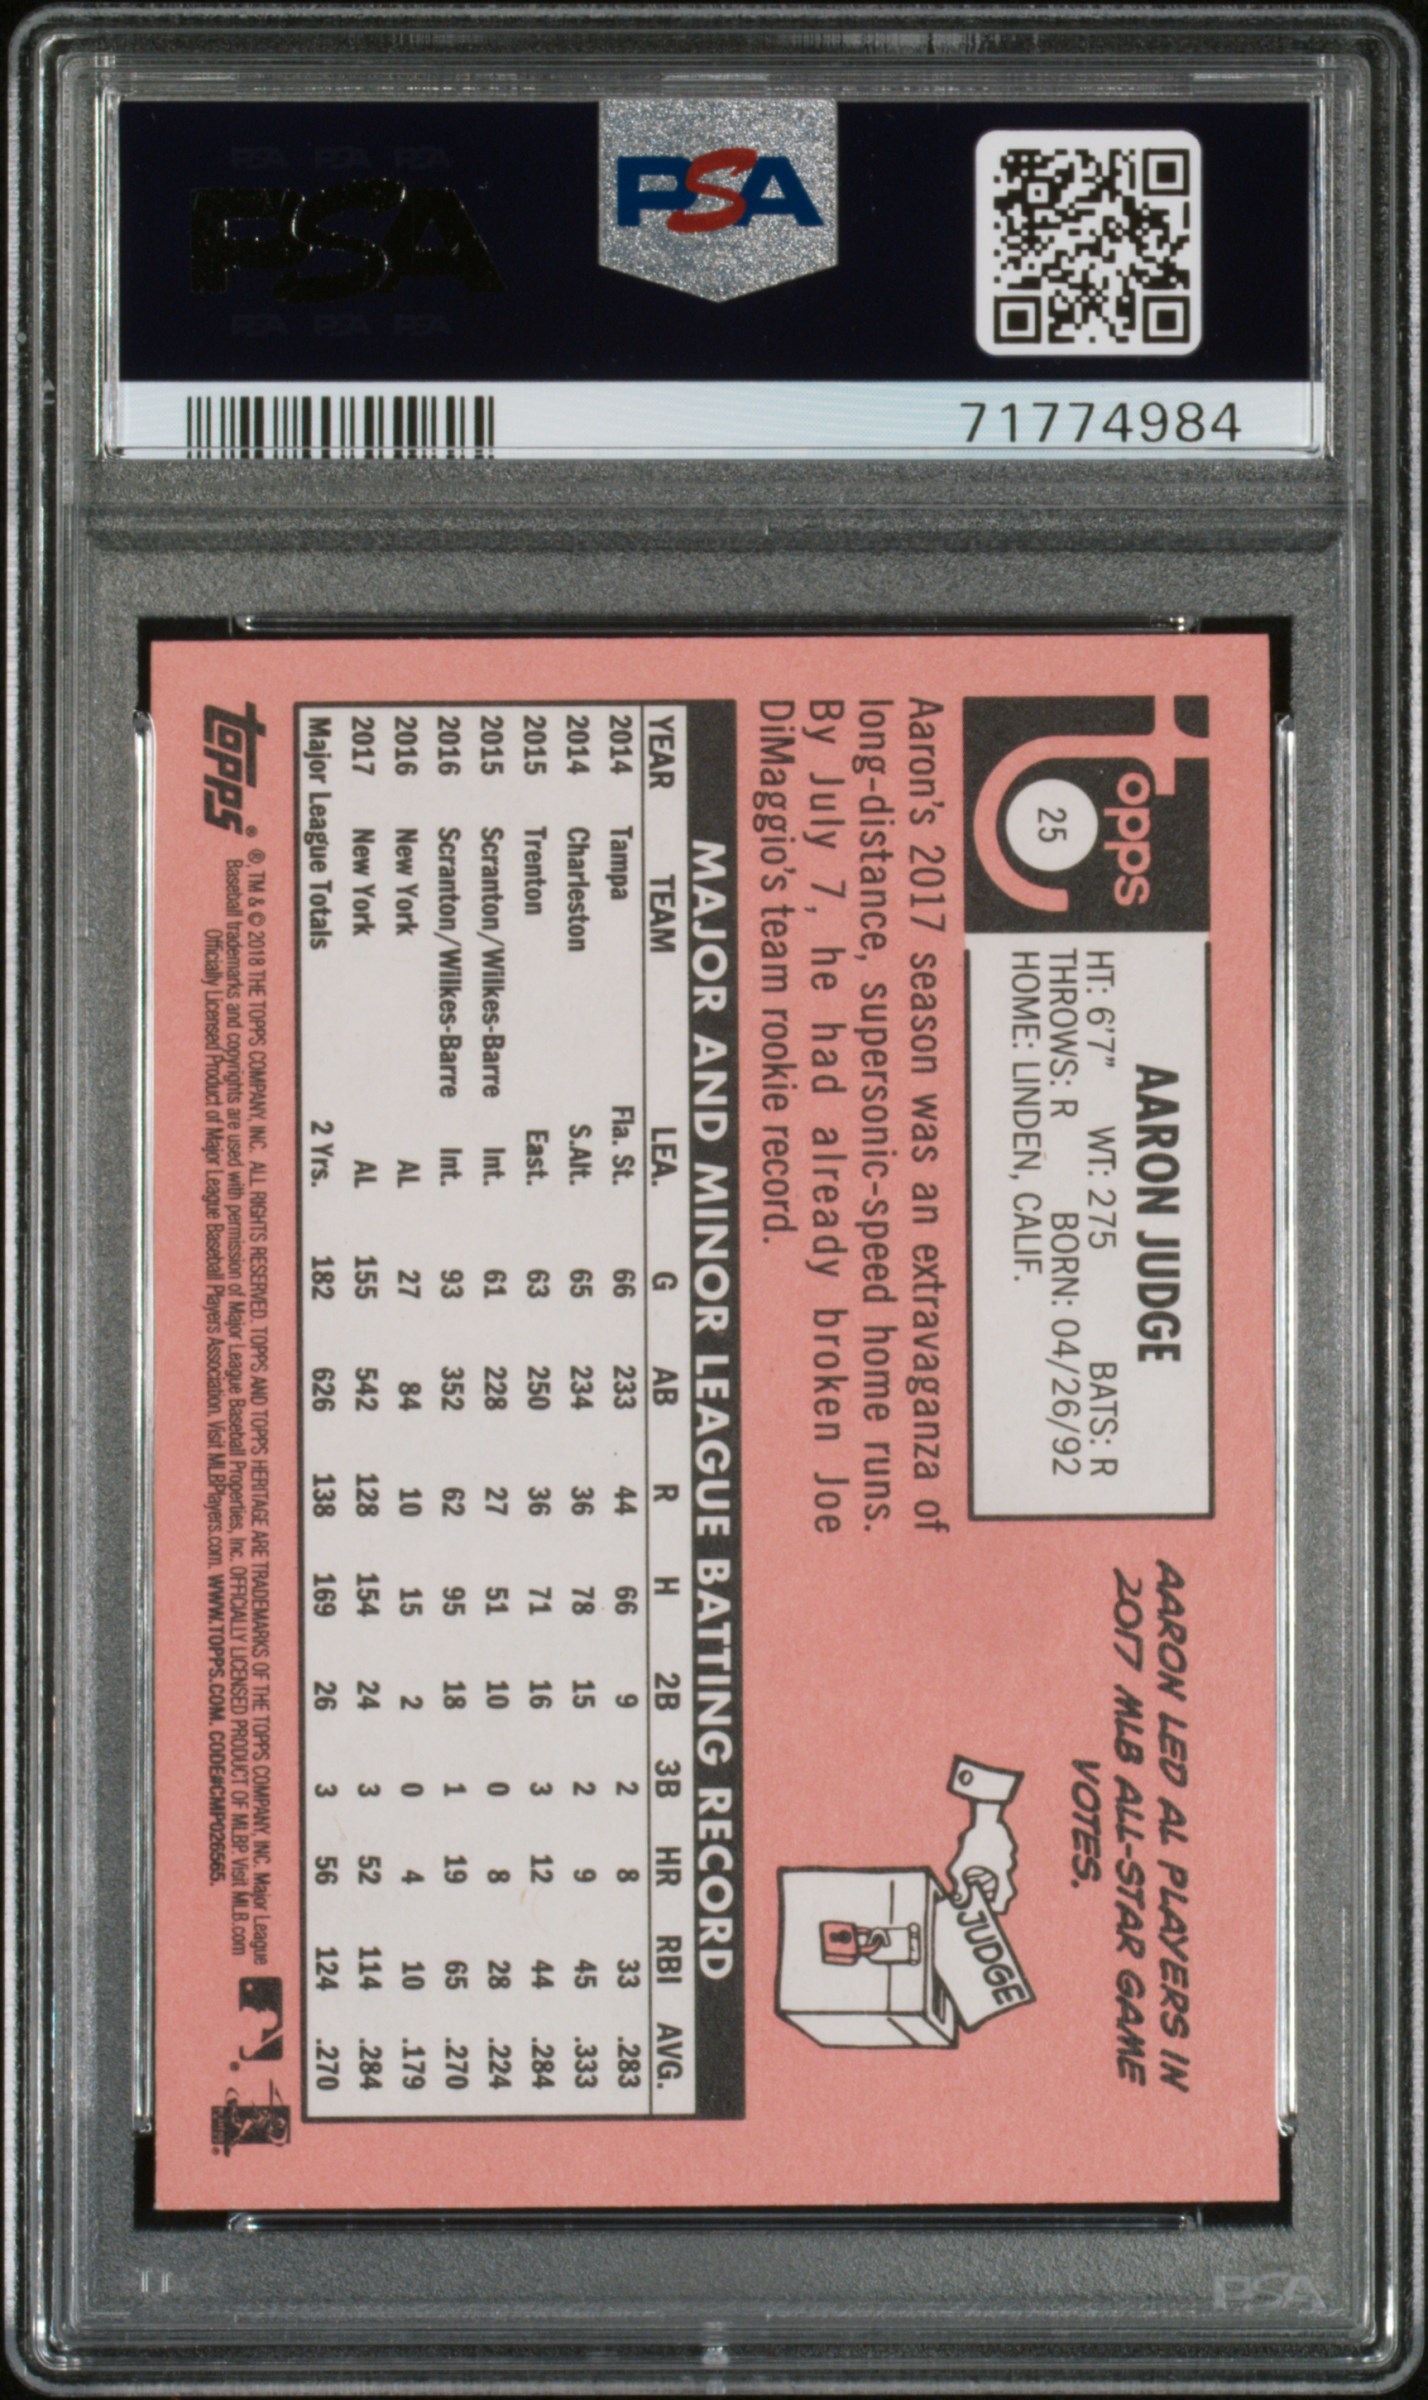 PSA
PSA PSA PSA
PSA
PSA PSA PSA
71774984
topps
25
AARON JUDGE
HT: 6'7" WT: 275 BATS: R
THROWS: R BORN: 04/26/92
HOME: LINDEN, CALIF.
AARON LED AL PLAYERS IN
2017 MLB ALL-STAR GAME
VOTES.
JUDGE
Aaron's 2017 season was an extravaganza of
long-distance, supersonic-speed home runs.
By July 7, he had already broken Joe
DiMaggio's team rookie record.
MAJOR AND MINOR LEAGUE BATTING RECORD
YEAR TEAM LEA. G AB R H 2B 3B HR RBI AVG.
2014 Tampa Fla. St. 66 233 44 66 9 2 8 33 .283
2014 Charleston S.Alt. 65 234 36 78 15 2 9 45 .333
2015 Trenton East. 63 250 36 71 16 3 12 44 .284
2015 Scranton/Wilkes-Barre Int. 61 228 27 51 10 0 8 28 .224
2016 Scranton/Wilkes-Barre Int. 93 352 62 95 18 1 19 65 .270
2016 New York AL 27 84 10 15 2 0 4 10 .179
2017 New York AL 155 542 128 154 24 3 52 114 .284
Major League Totals 2 Yrs. 182 626 138 169 26 3 56 124 .270
topps®
®, TM & © 2018 THE TOPPS COMPANY, INC. ALL RIGHTS RESERVED. TOPPS AND TOPPS HERITAGE ARE TRADEMARKS OF THE TOPPS COMPANY, INC. Major League
Baseball trademarks and copyrights are used with permission of Major League Baseball Properties, Inc. OFFICIALLY LICENSED PRODUCT OF MLBP. Visit MLB.com
Officially Licensed Product of Major League Baseball Players Association. Visit MLBPlayers.com. WWW.TOPPS.COM. CODE#CMP026565.
PSA